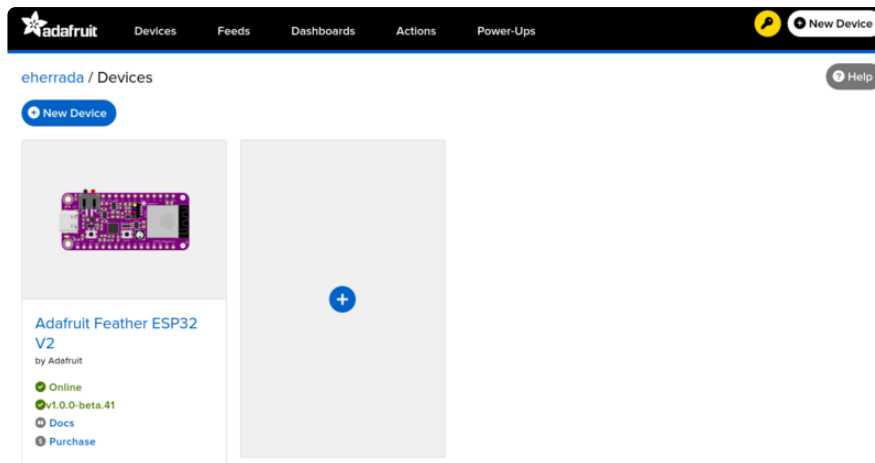 adafruit Devices Feeds Dashboards Actions Power-Ups New Device
eherrada / Devices Help
New Device
Adafruit Feather ESP32
V2
by Adafruit
Online
v1.0.0-beta.41
Docs
Purchase